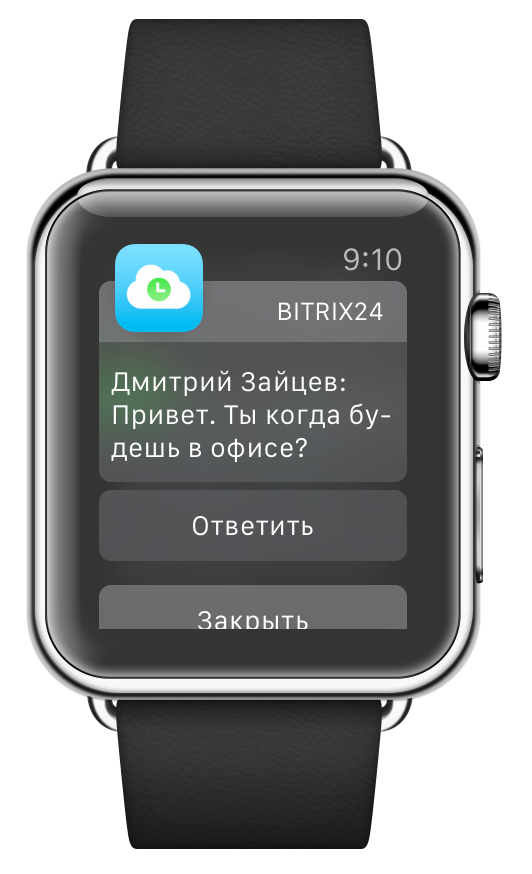 9:10
BITRIX24
Дмитрий Зайцев:
Привет. Ты когда бу-
дешь в офисе?
Ответить
Закрыть